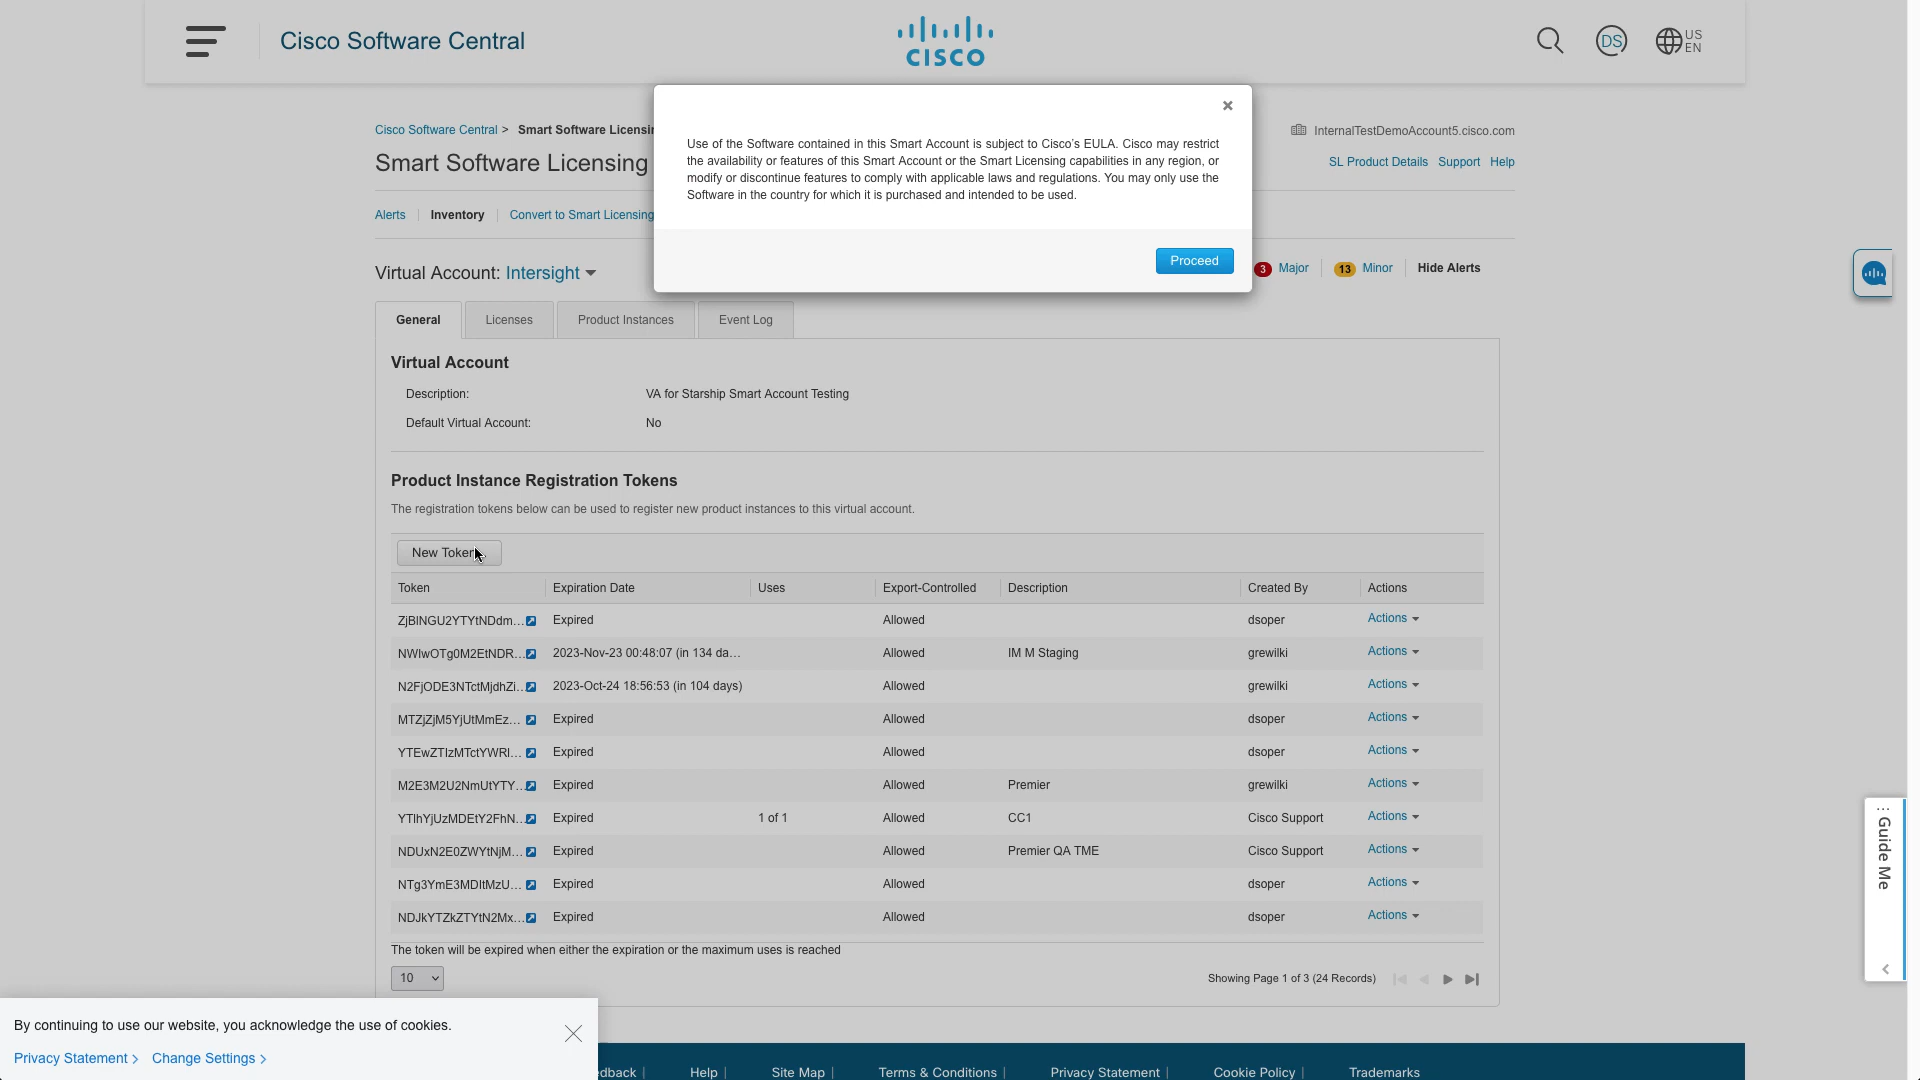 Cisco Software Central
CISCO
DS
US
EN
Cisco Software Central > Smart Software Licensin
InternalTestDemoAccount5.cisco.com
Smart Software Licensing
SL Product Details Support Help
Alerts Inventory Convert to Smart Licensing
Use of the Software contained in this Smart Account is subject to Cisco's EULA. Cisco may restrict
the availability or features of this Smart Account or the Smart Licensing capabilities in any region, or
modify or discontinue features to comply with applicable laws and regulations. You may only use the
Software in the country for which it is purchased and intended to be used.
Proceed
Virtual Account: Intersight
3 Major 13 Minor Hide Alerts
General Licenses Product Instances Event Log
Virtual Account
Description: VA for Starship Smart Account Testing
Default Virtual Account: No
Product Instance Registration Tokens
The registration tokens below can be used to register new product instances to this virtual account.
New Token
Token Expiration Date Uses Export-Controlled Description Created By Actions
ZjBlNGU2YTYtNDdm... Expired Allowed dsoper Actions
NWIwOTg0M2EtNDR... 2023-Nov-23 00:48:07 (in 134 da... Allowed IM M Staging grewilki Actions
N2FjODE3NTctMjdhZi... 2023-Oct-24 18:56:53 (in 104 days) Allowed grewilki Actions
MTZjZjM5YjUtMmEz... Expired Allowed dsoper Actions
YTEwZTIzMTctYWRl... Expired Allowed dsoper Actions
M2E3M2U2NmUtYTY... Expired Allowed Premier grewilki Actions
YTlhYjUzMDEtY2FhN... Expired 1 of 1 Allowed CC1 Cisco Support Actions
NDUxN2E0ZWYtNjM... Expired Allowed Premier QA TME Cisco Support Actions
NTg3YmE3MDItMzU... Expired Allowed dsoper Actions
NDJkYTZkZTYtN2Mx... Expired Allowed dsoper Actions
The token will be expired when either the expiration or the maximum uses is reached
10
Showing Page 1 of 3 (24 Records)
Guide Me
By continuing to use our website, you acknowledge the use of cookies.
Privacy Statement > Change Settings >
edback | Help | Site Map | Terms & Conditions | Privacy Statement | Cookie Policy | Trademarks